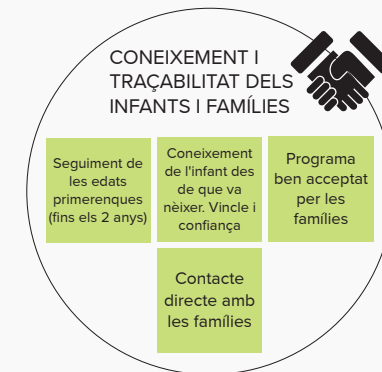 CONEIXEMENT I
TRAÇABILITAT DELS
INFANTS I FAMÍLIES
Seguiment de
les edats
primerenques
(fins els 2 anys)
Coneixement
de l'infant des
de que va
nèixer. Vincle i
confiança
Programa
ben acceptat
per les
famílies
Contacte
directe amb
les famílies